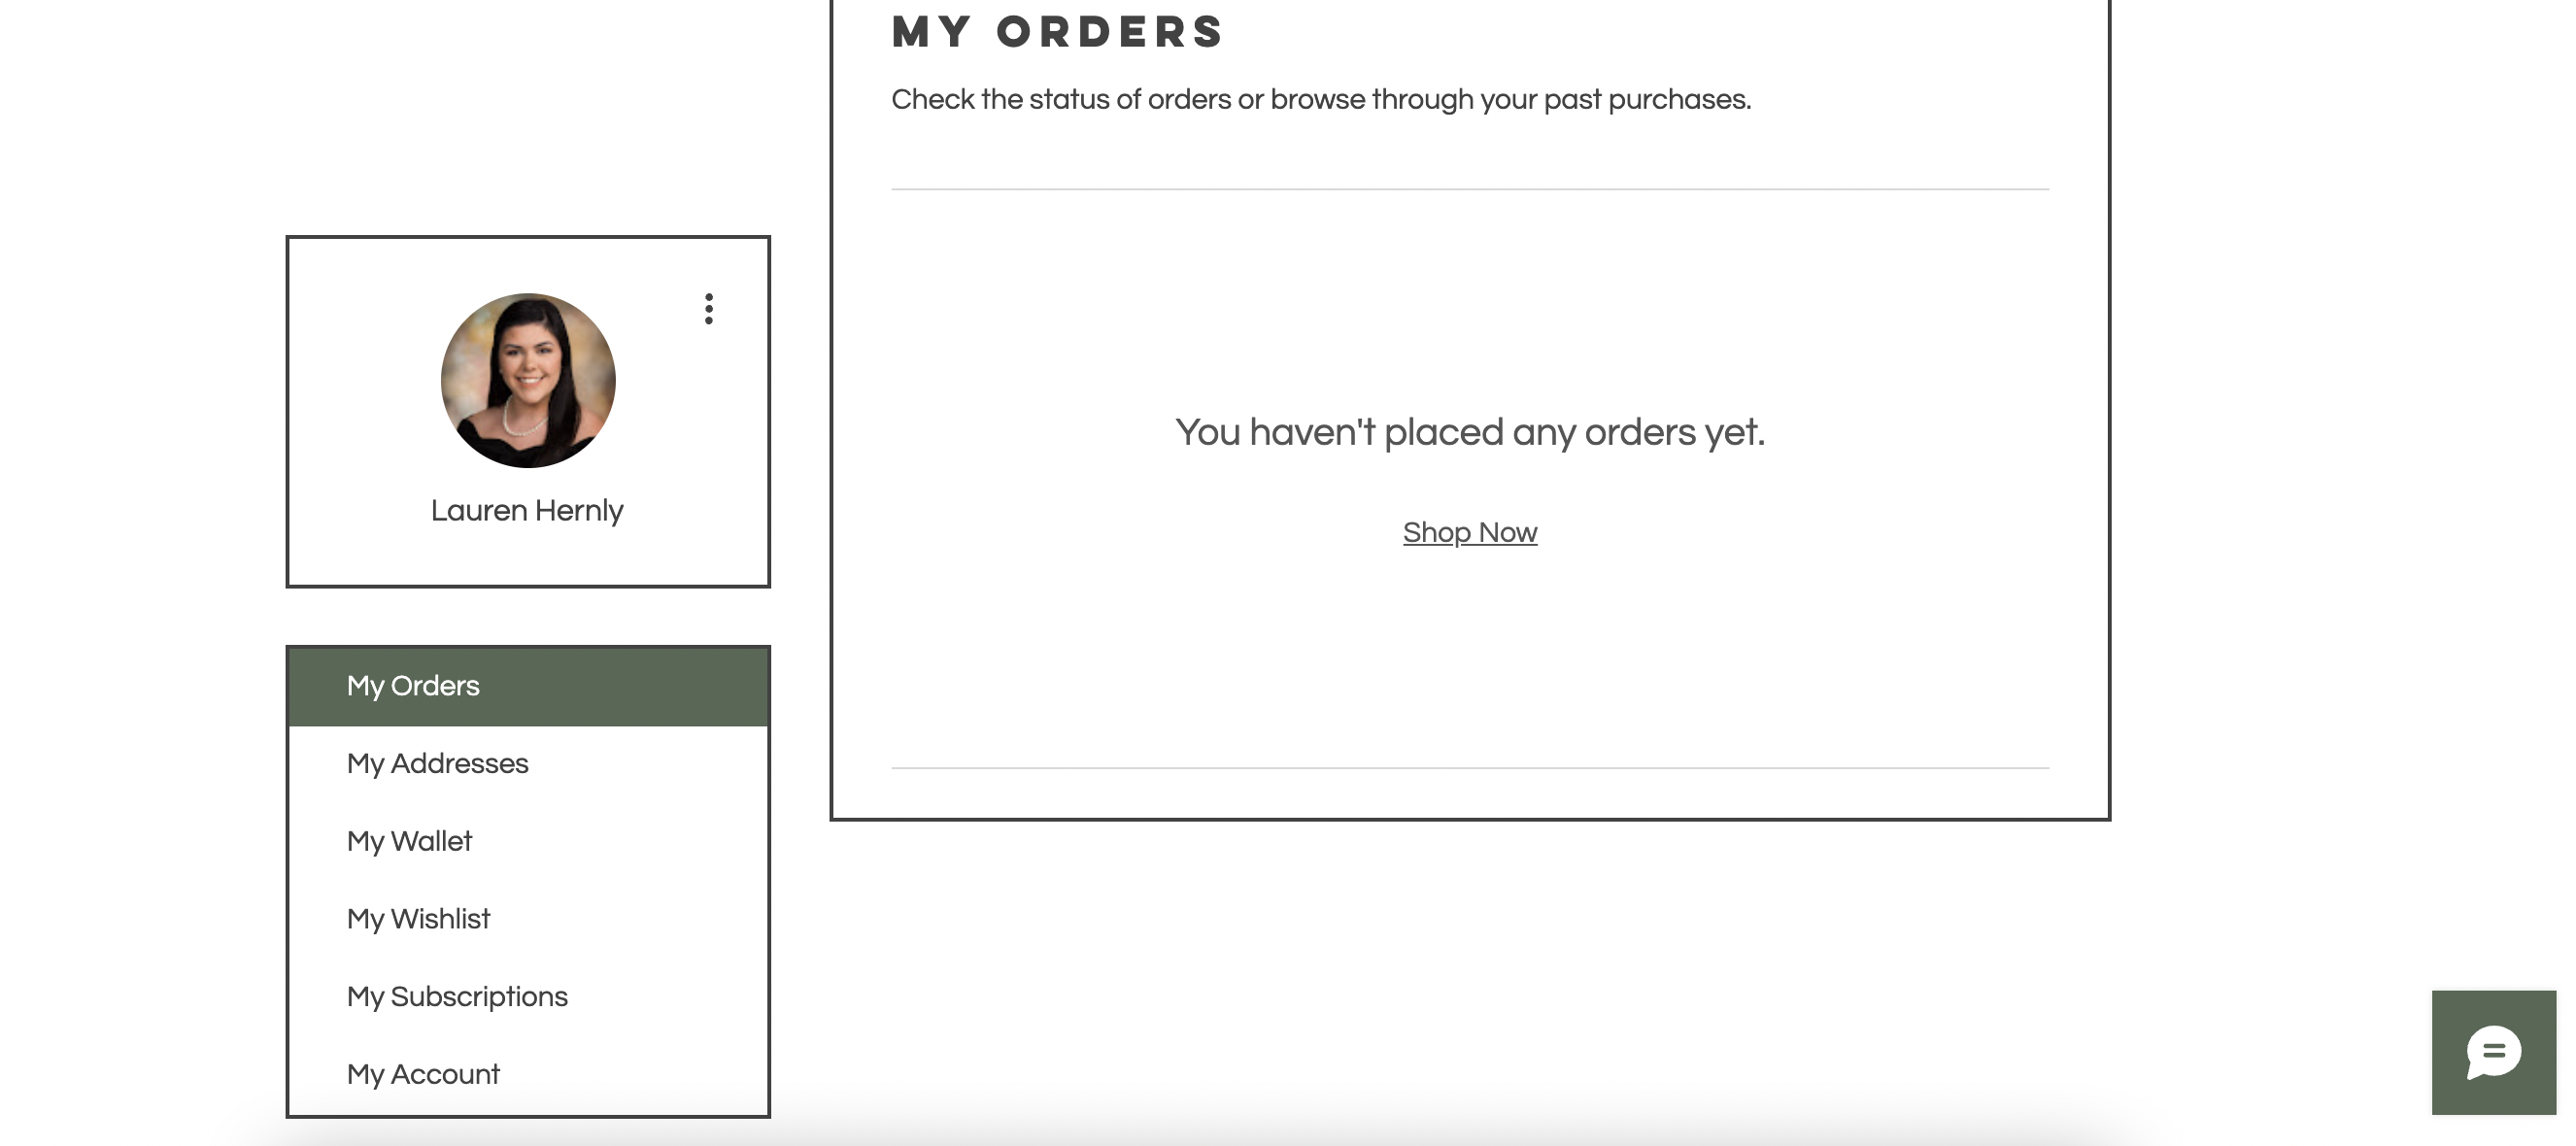 MY ORDERS
Check the status of orders or browse through your past purchases.
Lauren Hernly
You haven't placed any orders yet.
Shop Now
My Orders
My Addresses
My Wallet
My Wishlist
My Subscriptions
My Account